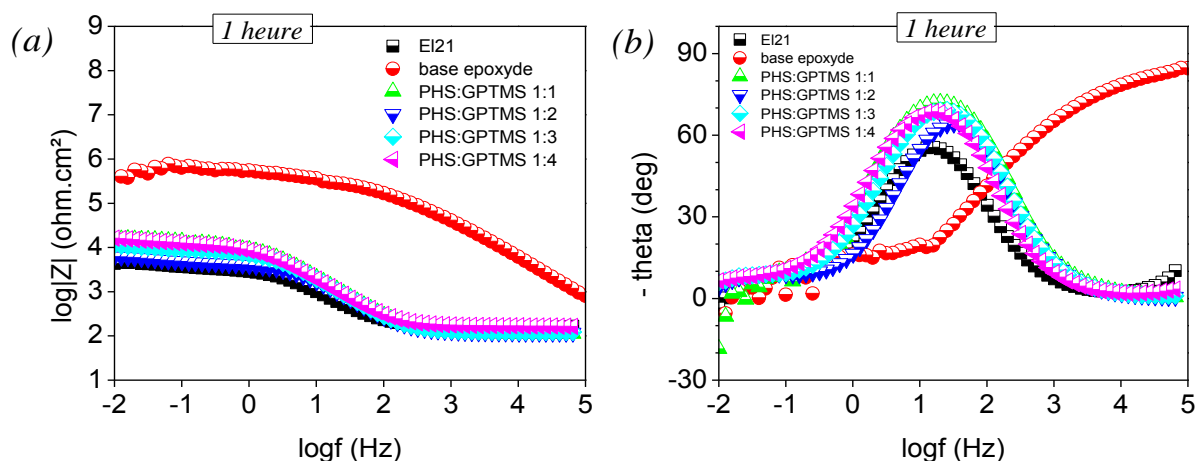 (a)
1 heure
9
8
7
6
5
4
3
2
1
-2
-1
0
1
2
3
4
5
log|Z| (ohm.cm²)
logf (Hz)
EI21
base epoxyde
PHS:GPTMS 1:1
PHS:GPTMS 1:2
PHS:GPTMS 1:3
PHS:GPTMS 1:4
(b)
1 heure
90
60
30
0
-30
-2
-1
0
1
2
3
4
5
- theta (deg)
logf (Hz)
EI21
base epoxyde
PHS:GPTMS 1:1
PHS:GPTMS 1:2
PHS:GPTMS 1:3
PHS:GPTMS 1:4